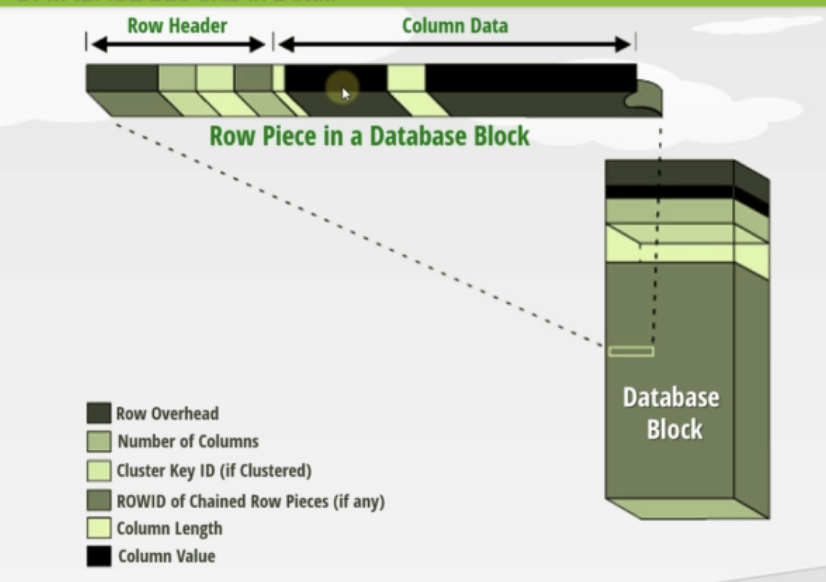 Row Header
Column Data
Row Piece in a Database Block
Database
Block
Row Overhead
Number of Columns
Cluster Key ID (if Clustered)
ROWID of Chained Row Pieces (if any)
Column Length
Column Value